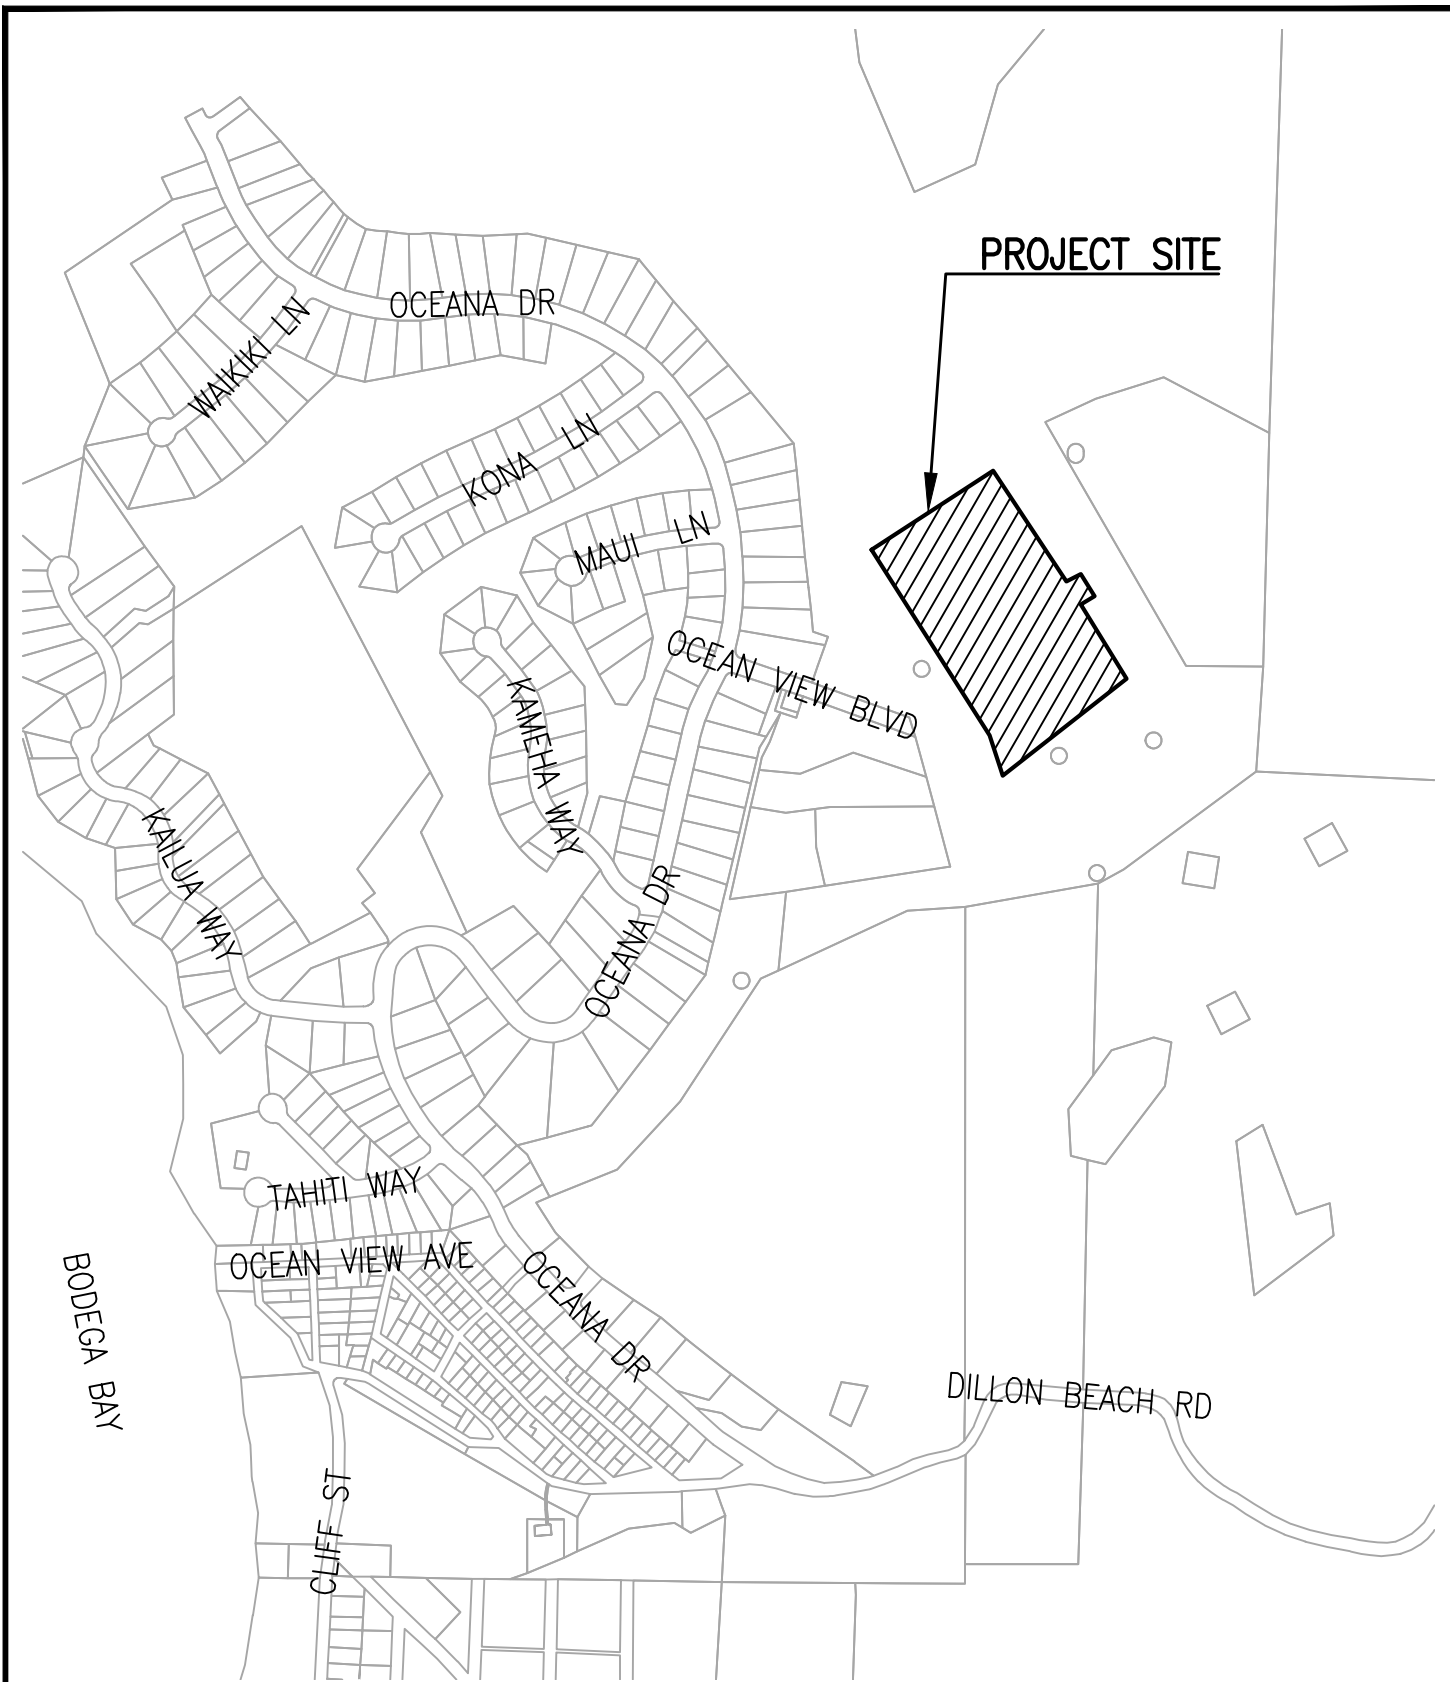 PROJECT SITE
OCEANA DR
WAIKIKI LN
KONA LN
MAUI LN
OCEAN VIEW BLVD
KAMEHA WAY
KAILUA WAY
OCEANA DR
TAHITI WAY
OCEAN VIEW AVE
BODEGA BAY
OCEANA DR
DILLON BEACH RD
CLIFF ST